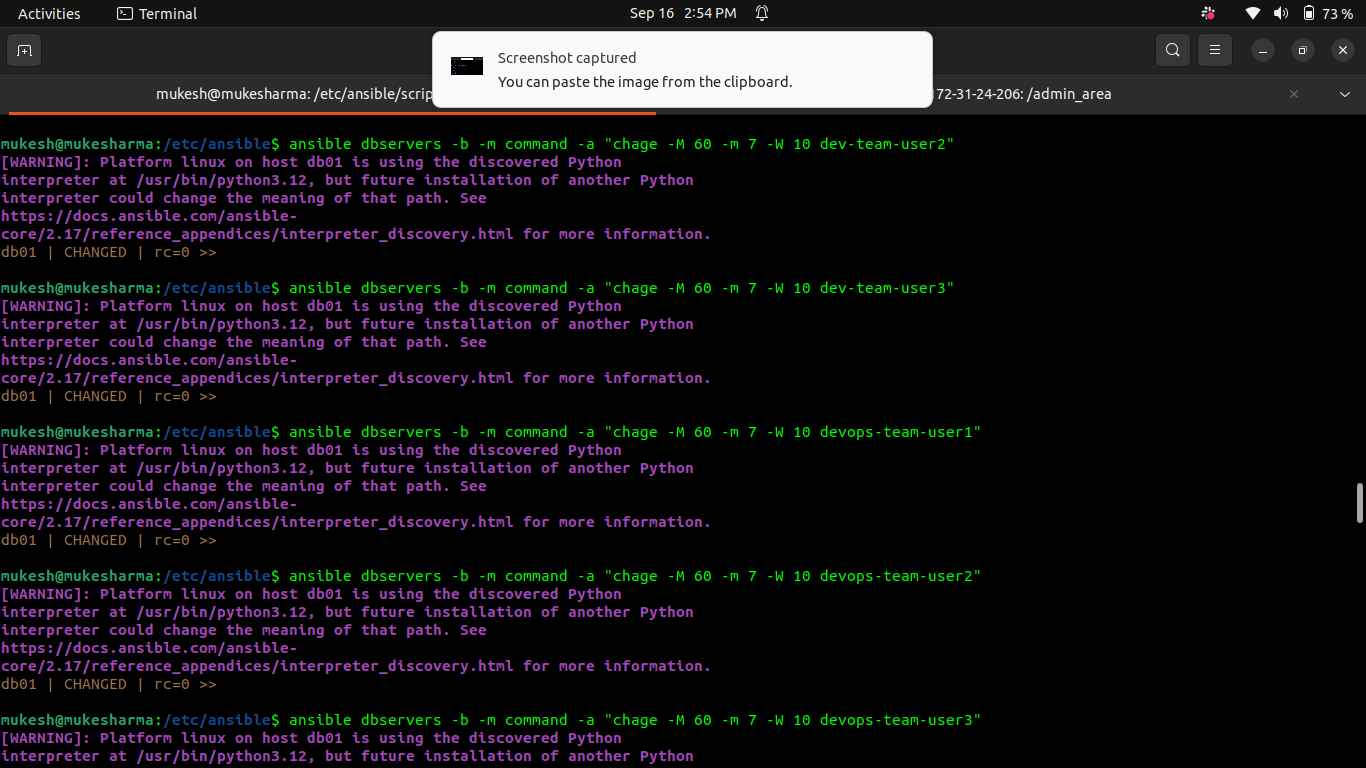 Activities Terminal Sep 16 2:54 PM 73 %
Screenshot captured
You can paste the image from the clipboard.
mukesh@mukesharma: /etc/ansible/scrip 172-31-24-206: /admin_area
mukesh@mukesharma:/etc/ansible$ ansible dbservers -b -m command -a "chage -M 60 -m 7 -W 10 dev-team-user2"
[WARNING]: Platform linux on host db01 is using the discovered Python
interpreter at /usr/bin/python3.12, but future installation of another Python
interpreter could change the meaning of that path. See
https://docs.ansible.com/ansible-
core/2.17/reference_appendices/interpreter_discovery.html for more information.
db01 | CHANGED | rc=0 >>
mukesh@mukesharma:/etc/ansible$ ansible dbservers -b -m command -a "chage -M 60 -m 7 -W 10 dev-team-user3"
[WARNING]: Platform linux on host db01 is using the discovered Python
interpreter at /usr/bin/python3.12, but future installation of another Python
interpreter could change the meaning of that path. See
https://docs.ansible.com/ansible-
core/2.17/reference_appendices/interpreter_discovery.html for more information.
db01 | CHANGED | rc=0 >>
mukesh@mukesharma:/etc/ansible$ ansible dbservers -b -m command -a "chage -M 60 -m 7 -W 10 devops-team-user1"
[WARNING]: Platform linux on host db01 is using the discovered Python
interpreter at /usr/bin/python3.12, but future installation of another Python
interpreter could change the meaning of that path. See
https://docs.ansible.com/ansible-
core/2.17/reference_appendices/interpreter_discovery.html for more information.
db01 | CHANGED | rc=0 >>
mukesh@mukesharma:/etc/ansible$ ansible dbservers -b -m command -a "chage -M 60 -m 7 -W 10 devops-team-user2"
[WARNING]: Platform linux on host db01 is using the discovered Python
interpreter at /usr/bin/python3.12, but future installation of another Python
interpreter could change the meaning of that path. See
https://docs.ansible.com/ansible-
core/2.17/reference_appendices/interpreter_discovery.html for more information.
db01 | CHANGED | rc=0 >>
mukesh@mukesharma:/etc/ansible$ ansible dbservers -b -m command -a "chage -M 60 -m 7 -W 10 devops-team-user3"
[WARNING]: Platform linux on host db01 is using the discovered Python
interpreter at /usr/bin/python3.12, but future installation of another Python